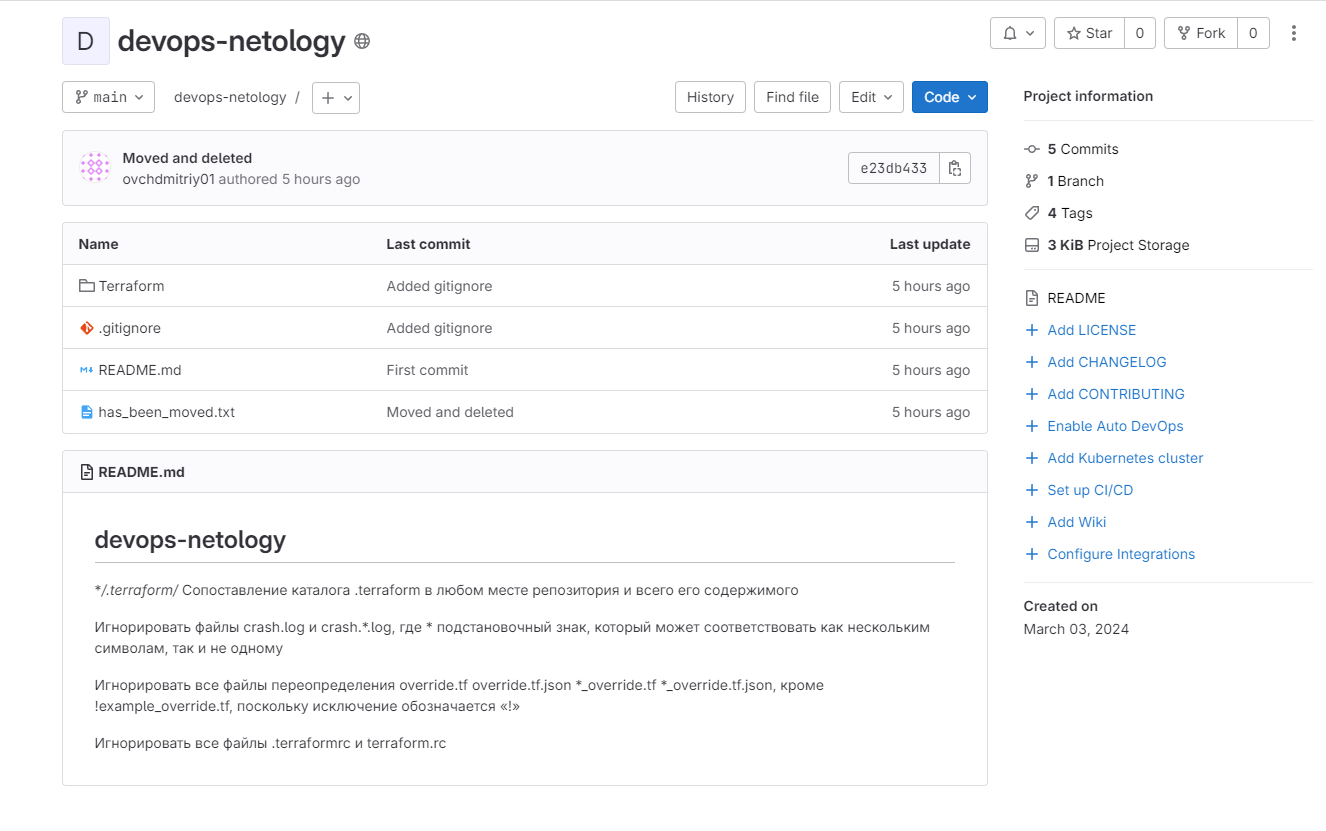 D
devops-netology
Star 0
Fork 0
main
devops-netology /
History
Find file
Edit
Code
Moved and deleted
ovchdmitriy01 authored 5 hours ago
e23db433
Name Last commit Last update
Terraform Added gitignore 5 hours ago
.gitignore Added gitignore 5 hours ago
README.md First commit 5 hours ago
has_been_moved.txt Moved and deleted 5 hours ago
README.md
devops-netology
*/.terraform/ Сопоставление каталога .terraform в любом месте репозитория и всего его содержимого
Игнорировать файлы crash.log и crash.*.log, где * подстановочный знак, который может соответствовать как нескольким
символам, так и не одному
Игнорировать все файлы переопределения override.tf override.tf.json *_override.tf *_override.tf.json, кроме
!example_override.tf, поскольку исключение обозначается «!»
Игнорировать все файлы .terraformrc и terraform.rc
Project information
5 Commits
1 Branch
4 Tags
3 KiB Project Storage
README
Add LICENSE
Add CHANGELOG
Add CONTRIBUTING
Enable Auto DevOps
Add Kubernetes cluster
Set up CI/CD
Add Wiki
Configure Integrations
Created on
March 03, 2024